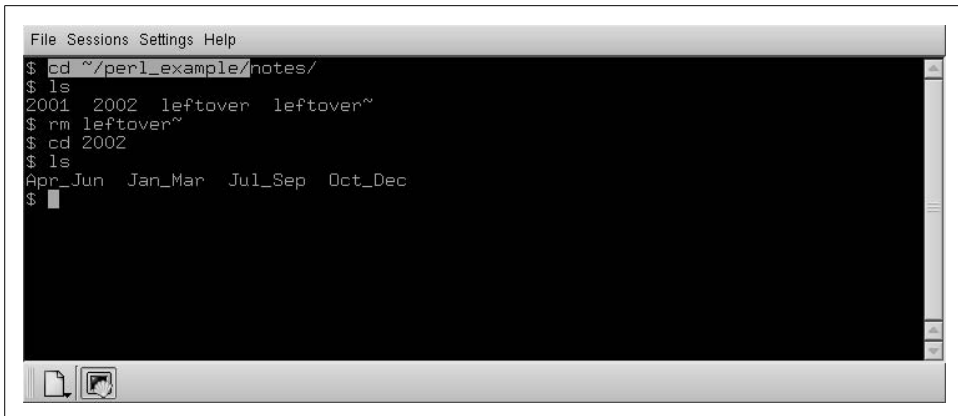 File Sessions Settings Help
$ cd ~/perl_example/notes/
$ ls
2001 2002 leftover leftover~
$ rm leftover~
$ cd 2002
$ ls
Apr_Jun Jan_Mar Jul_Sep Oct_Dec
$